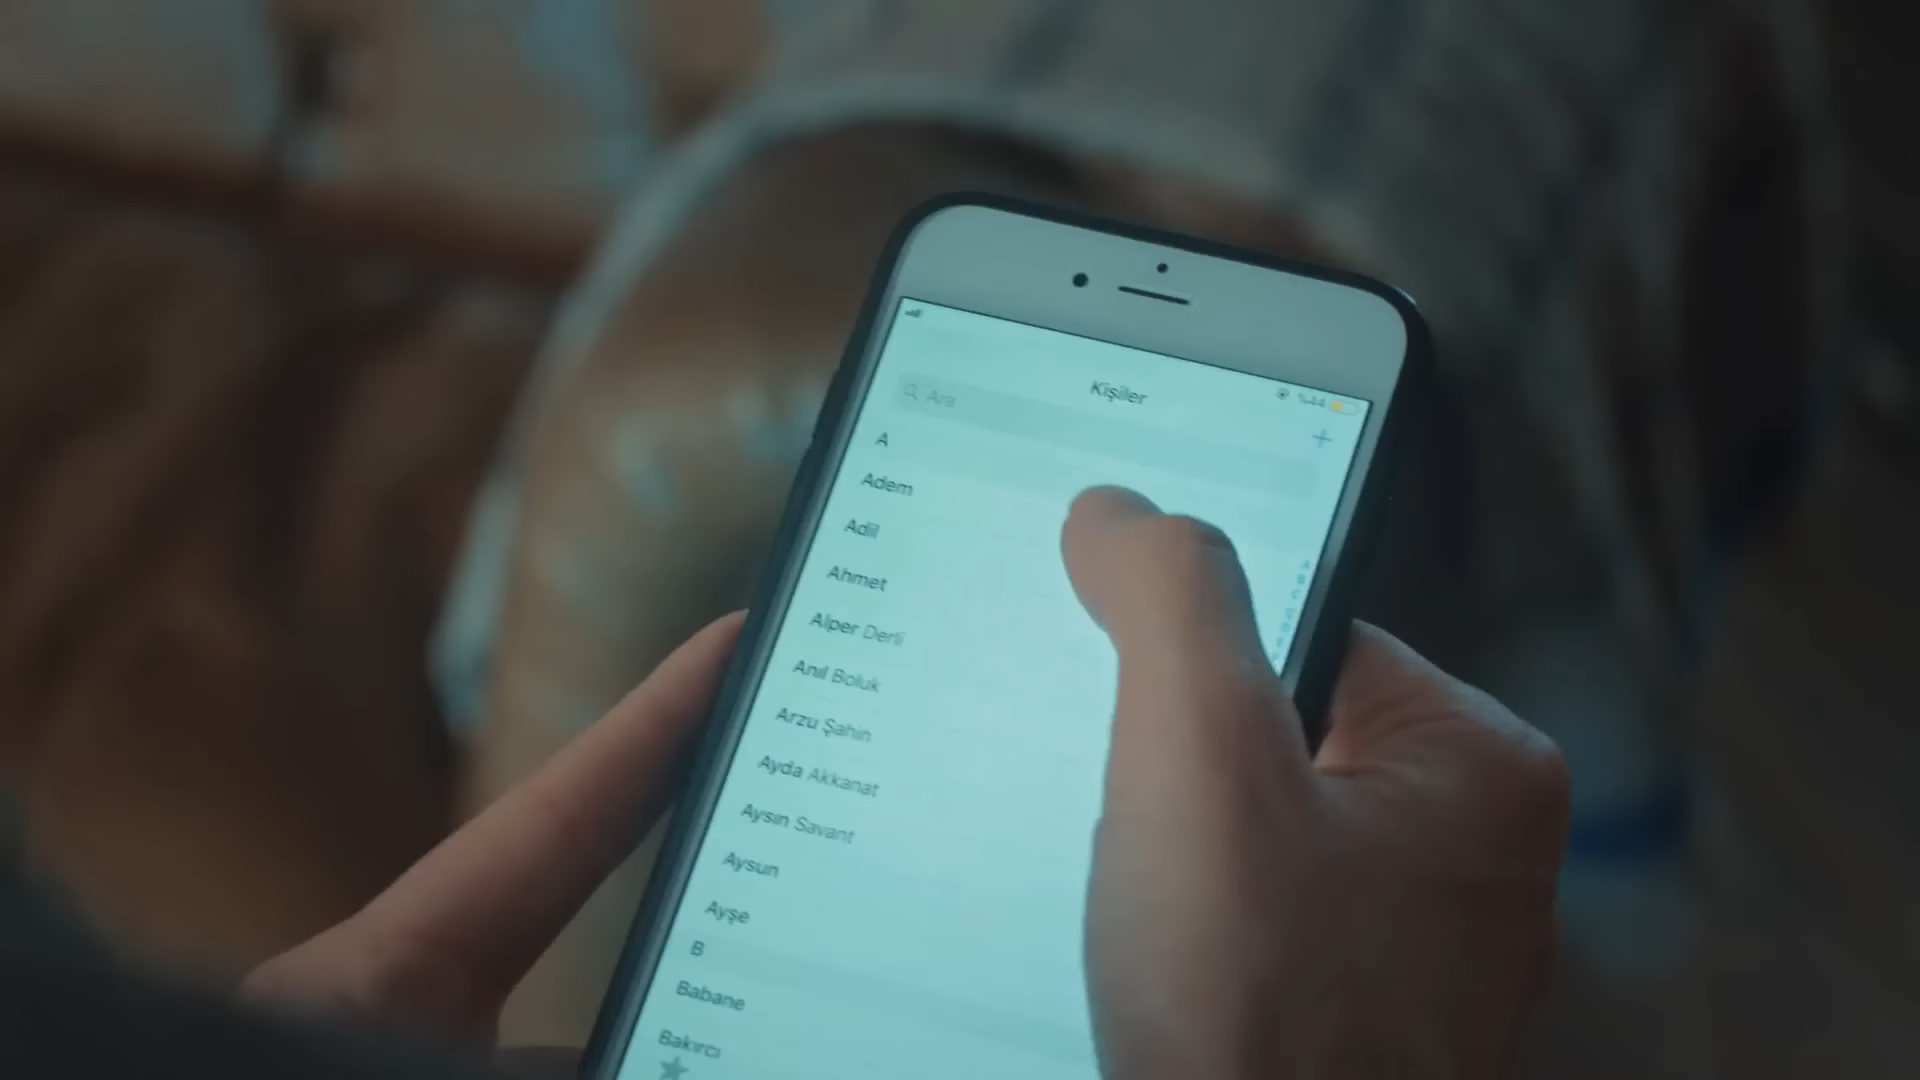 Kişiler
%44
Ara
A
Adem
Adil
Ahmet
Alper Derli
Anıl Boluk
Arzu Şahin
Ayda Akkanat
Aysın Savant
Aysun
Ayşe
B
Babane
Bakırcı